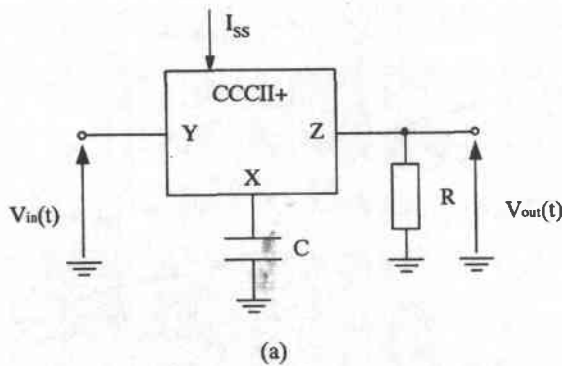 I_SS
CCCII+
Y
Z
X
V_in(t)
C
R
V_out(t)
(a)